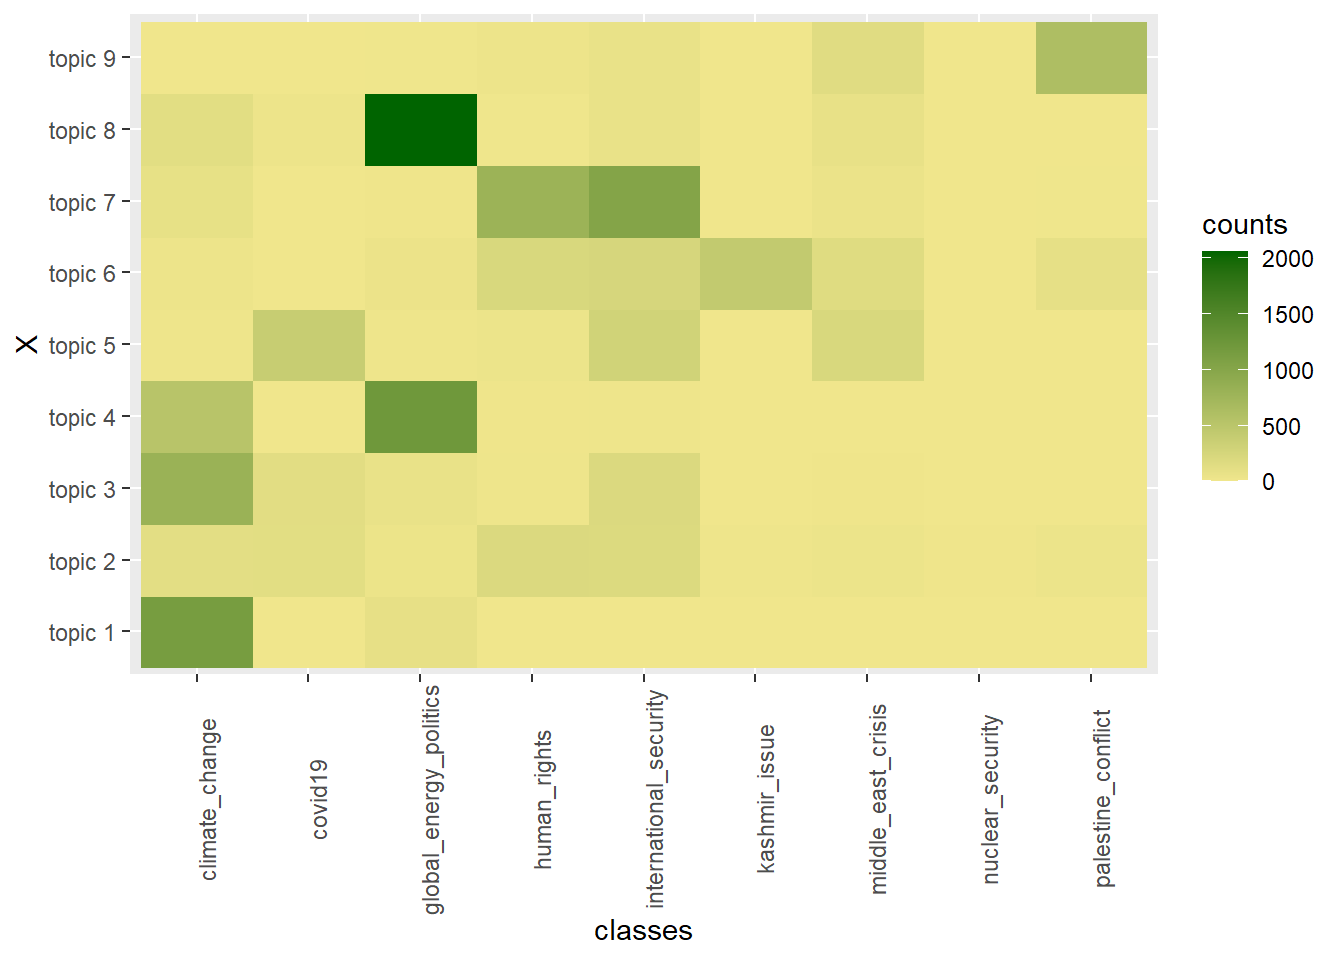 topic 9
topic 8
topic 7
topic 6
topic 5
topic 4
topic 3
topic 2
topic 1
X
climate_change
covid19
global_energy_politics
human_rights
international_security
kashmir_issue
middle_east_crisis
nuclear_security
palestine_conflict
classes
counts
2000
1500
1000
500
0